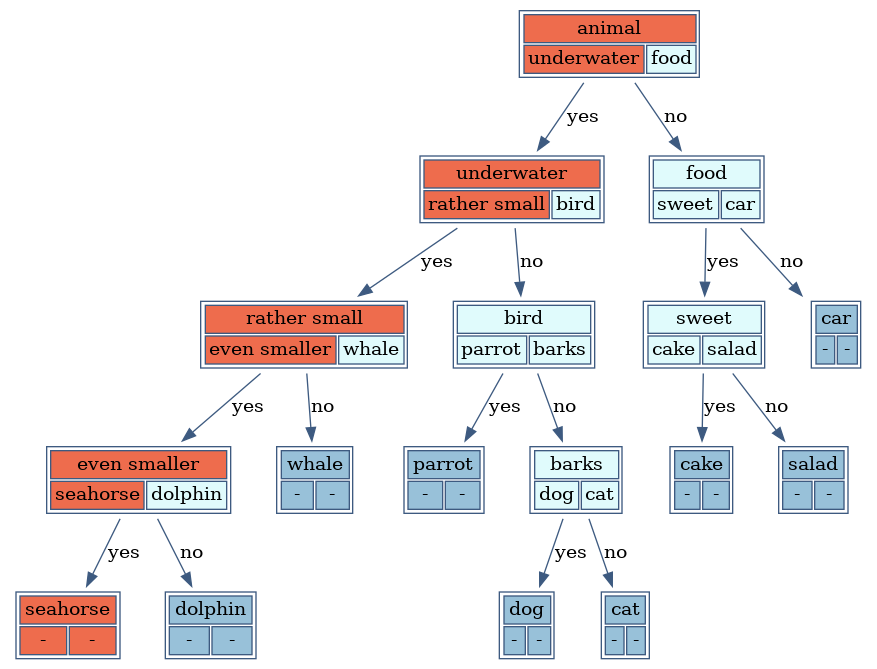 animal
underwater food
yes no
underwater food
rather small bird sweet car
yes no yes no
rather small bird sweet car
even smaller whale parrot barks cake salad - -
yes no yes no yes no
even smaller whale parrot barks cake salad
seahorse dolphin - - - - dog cat - - - -
yes no yes no
seahorse dolphin dog cat
- - - - - - - -